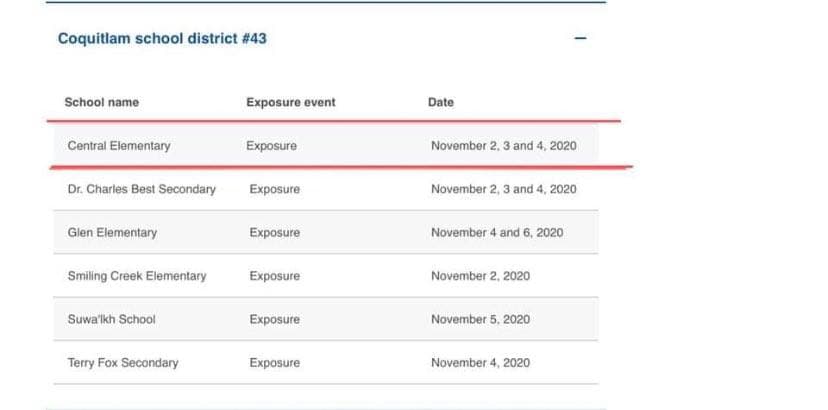 Coquitlam school district #43
School name Exposure event Date
Central Elementary Exposure November 2, 3 and 4, 2020
Dr. Charles Best Secondary Exposure November 2, 3 and 4, 2020
Glen Elementary Exposure November 4 and 6, 2020
Smiling Creek Elementary Exposure November 2, 2020
Suwa'lkh School Exposure November 5, 2020
Terry Fox Secondary Exposure November 4, 2020